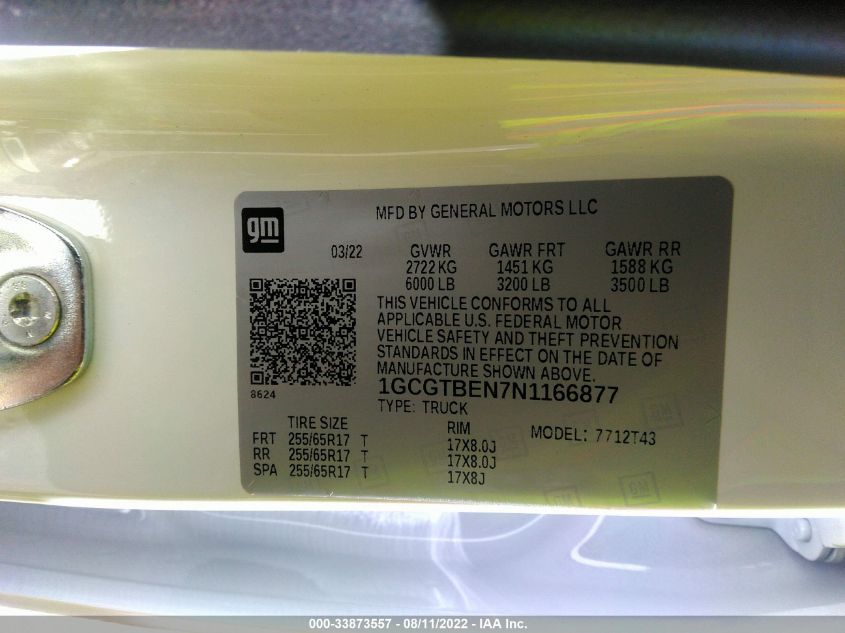 gm
MFD BY GENERAL MOTORS LLC
03/22 GVWR GAWR FRT GAWR RR
2722 KG 1451 KG 1588 KG
6000 LB 3200 LB 3500 LB
THIS VEHICLE CONFORMS TO ALL
APPLICABLE U.S. FEDERAL MOTOR
VEHICLE SAFETY AND THEFT PREVENTION
STANDARDS IN EFFECT ON THE DATE OF
MANUFACTURE SHOWN ABOVE.
8624
1GCGTBEN7N1166877
TYPE: TRUCK
TIRE SIZE RIM MODEL: 7712T43
FRT 255/65R17 T 17X8.0J
RR 255/65R17 T 17X8.0J
SPA 255/65R17 T 17X8J
GM
GM
GM
000-33873557 - 08/11/2022 - IAA Inc.